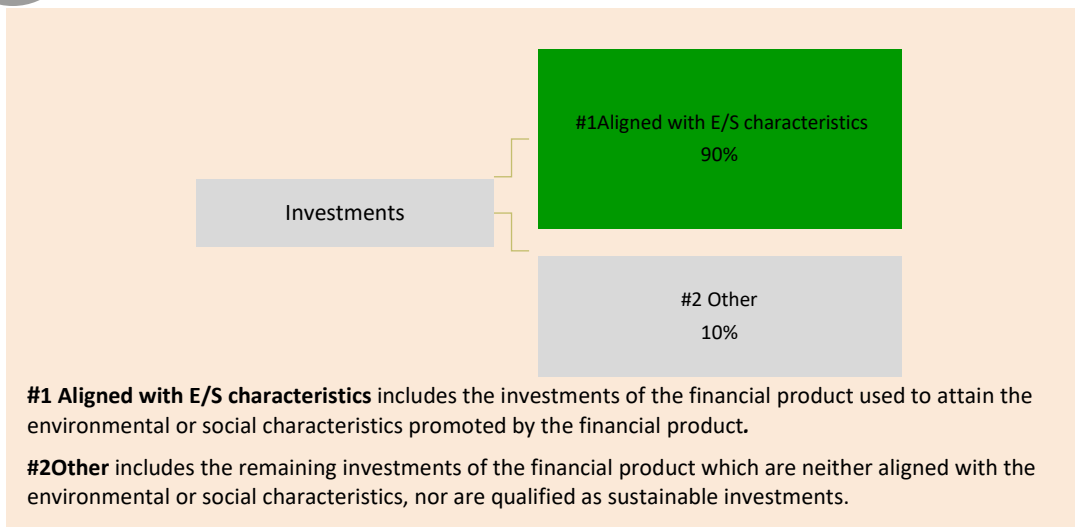 #1Aligned with E/S characteristics
90%
Investments
#2 Other
10%
#1 Aligned with E/S characteristics includes the investments of the financial product used to attain the
environmental or social characteristics promoted by the financial product.
#2Other includes the remaining investments of the financial product which are neither aligned with the
environmental or social characteristics, nor are qualified as sustainable investments.